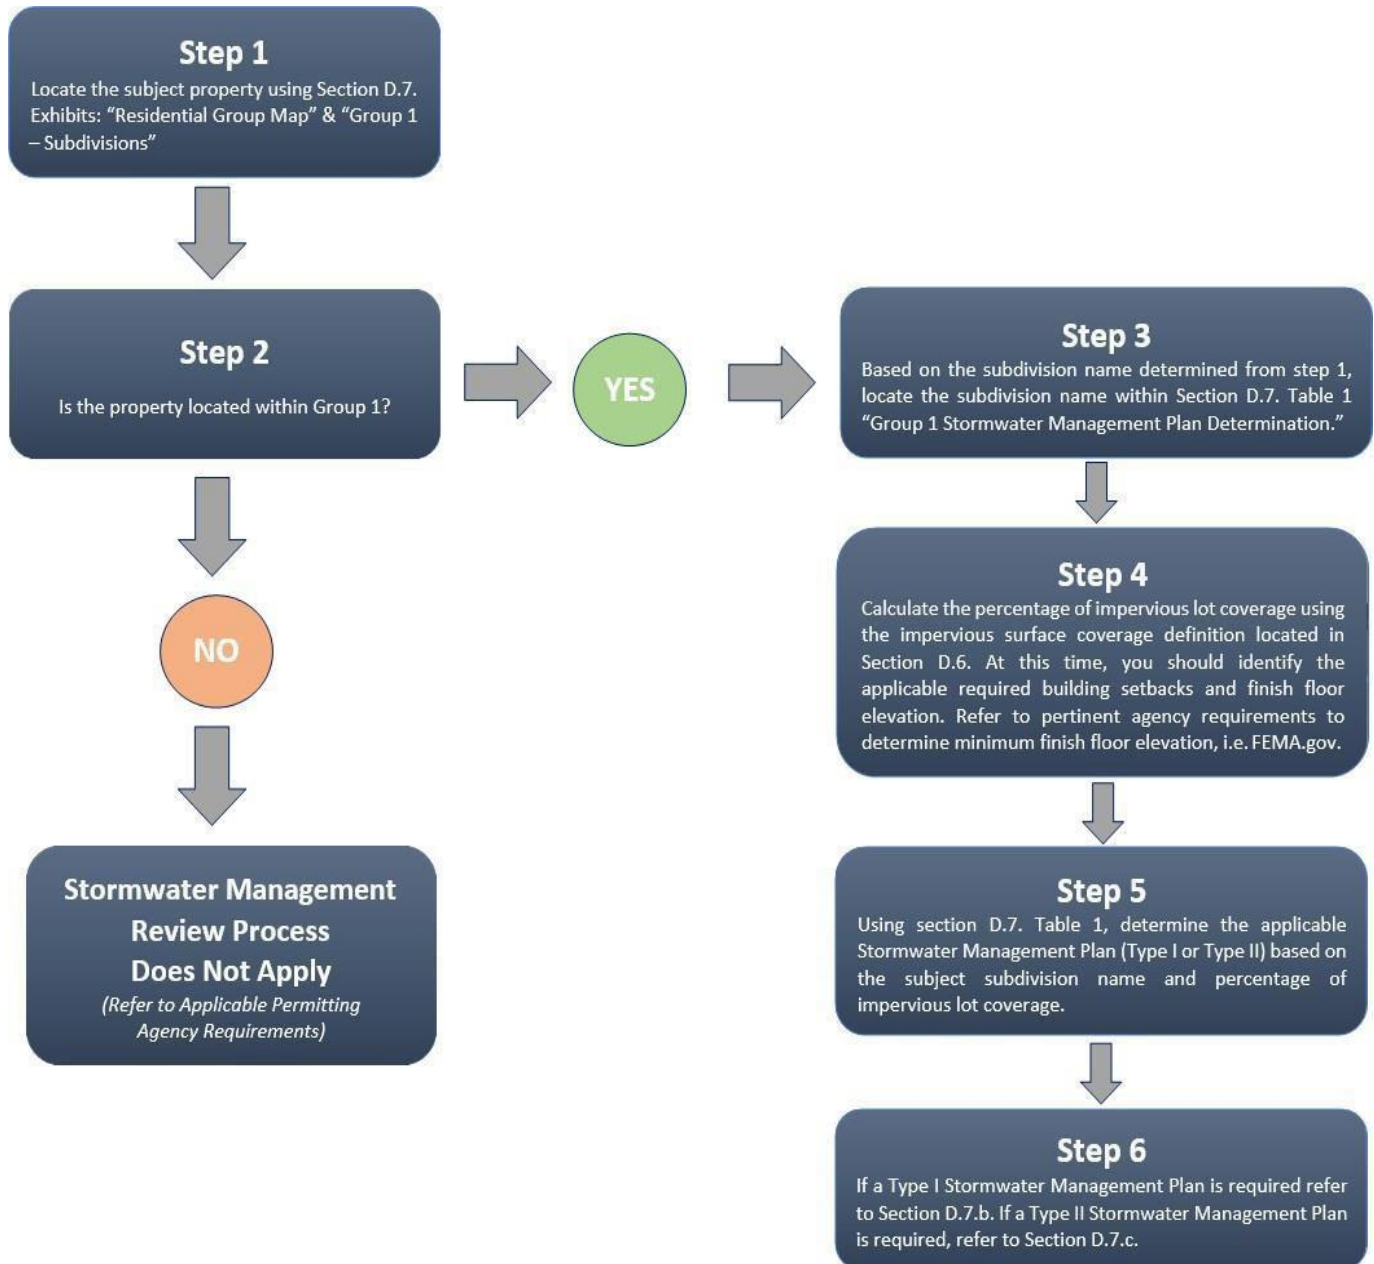 Step 1
Locate the subject property using Section D.7.
Exhibits: “Residential Group Map” & “Group 1
– Subdivisions”
Step 2
Is the property located within Group 1?
YES
NO
Stormwater Management
Review Process
Does Not Apply
(Refer to Applicable Permitting
Agency Requirements)
Step 3
Based on the subdivision name determined from step 1,
locate the subdivision name within Section D.7. Table 1
“Group 1 Stormwater Management Plan Determination.”
Step 4
Calculate the percentage of impervious lot coverage using
the impervious surface coverage definition located in
Section D.6. At this time, you should identify the
applicable required building setbacks and finish floor
elevation. Refer to pertinent agency requirements to
determine minimum finish floor elevation, i.e. FEMA.gov.
Step 5
Using section D.7. Table 1, determine the applicable
Stormwater Management Plan (Type I or Type II) based on
the subject subdivision name and percentage of
impervious lot coverage.
Step 6
If a Type I Stormwater Management Plan is required refer
to Section D.7.b. If a Type II Stormwater Management Plan
is required, refer to Section D.7.c.